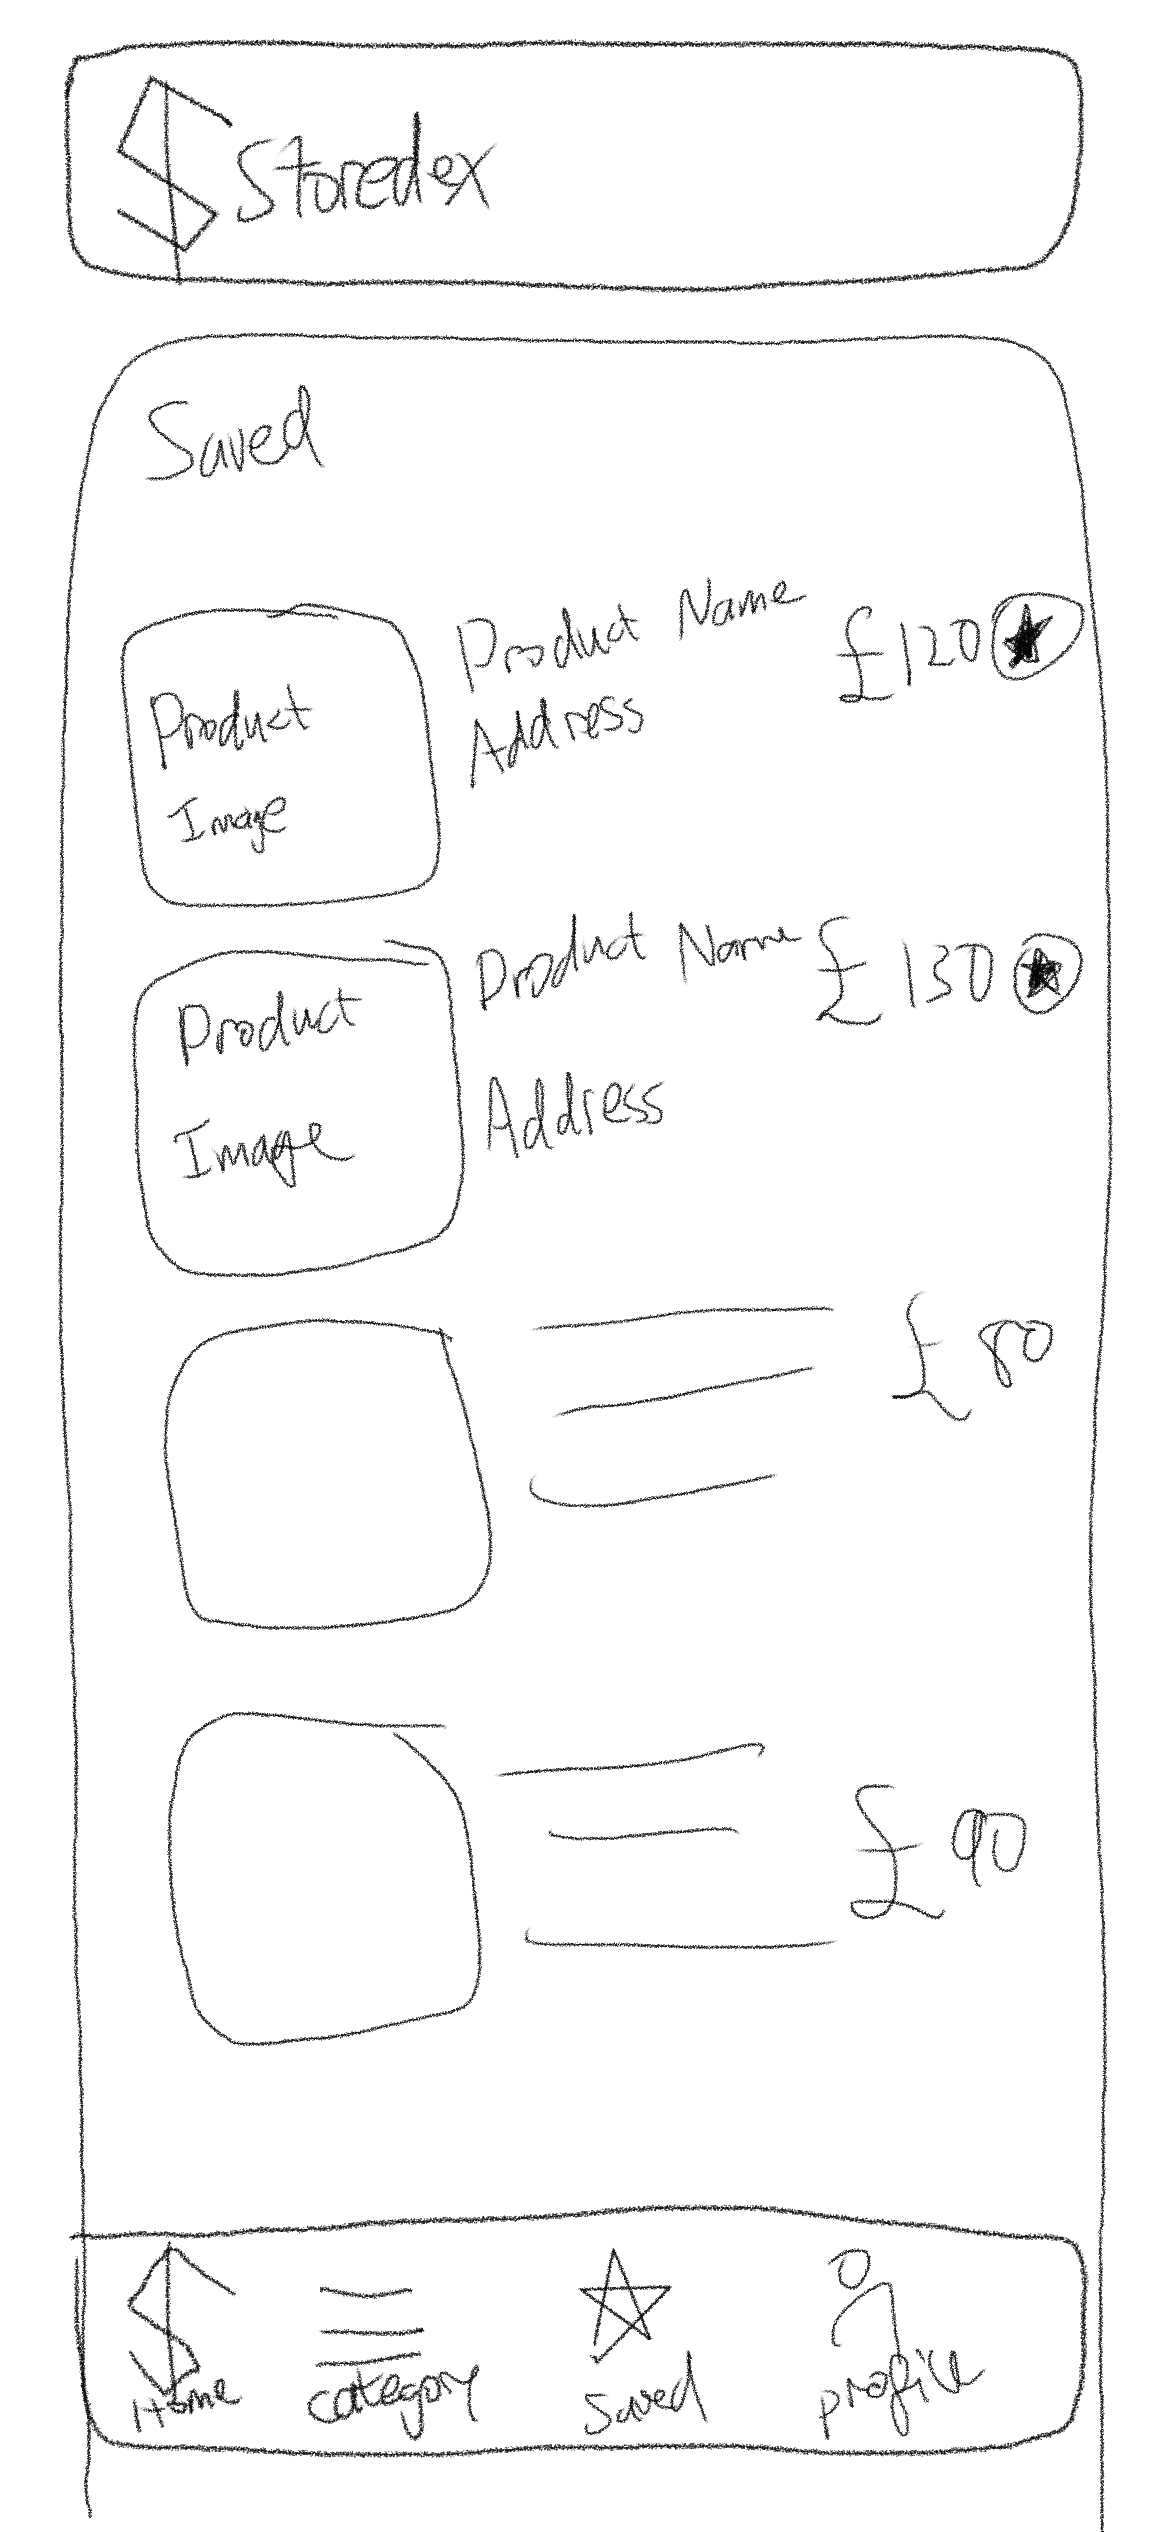 Storedex
Saved
Product Name £120
Address
Product
Image
Product Name £130
Address
Product
Image
£80
£90
Home category saved profile